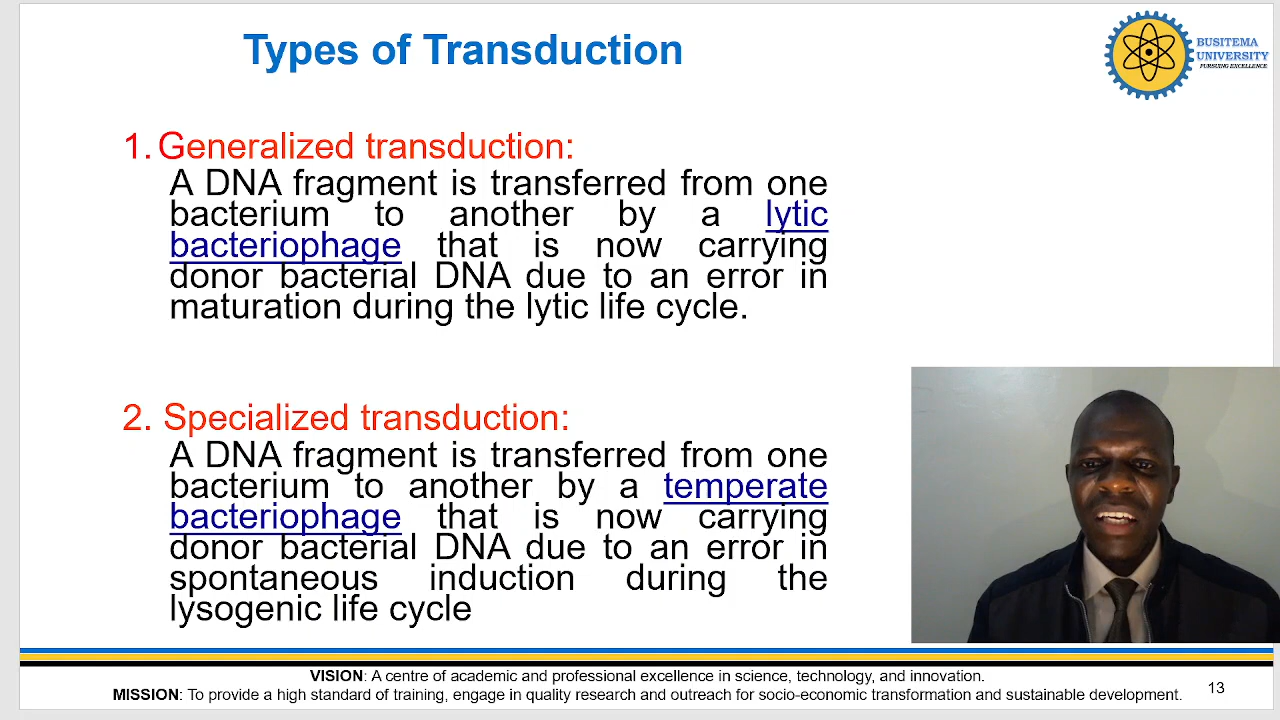 Types of Transduction
BUSITEMA
UNIVERSITY
PURSUING EXCELLENCE
1. Generalized transduction:
A DNA fragment is transferred from one
bacterium to another by a lytic
bacteriophage that is now carrying
donor bacterial DNA due to an error in
maturation during the lytic life cycle.
2. Specialized transduction:
A DNA fragment is transferred from one
bacterium to another by a temperate
bacteriophage that is now carrying
donor bacterial DNA due to an error in
spontaneous induction during the
lysogenic life cycle
VISION: A centre of academic and professional excellence in science, technology, and innovation.
MISSION: To provide a high standard of training, engage in quality research and outreach for socio-economic transformation and sustainable development.
13